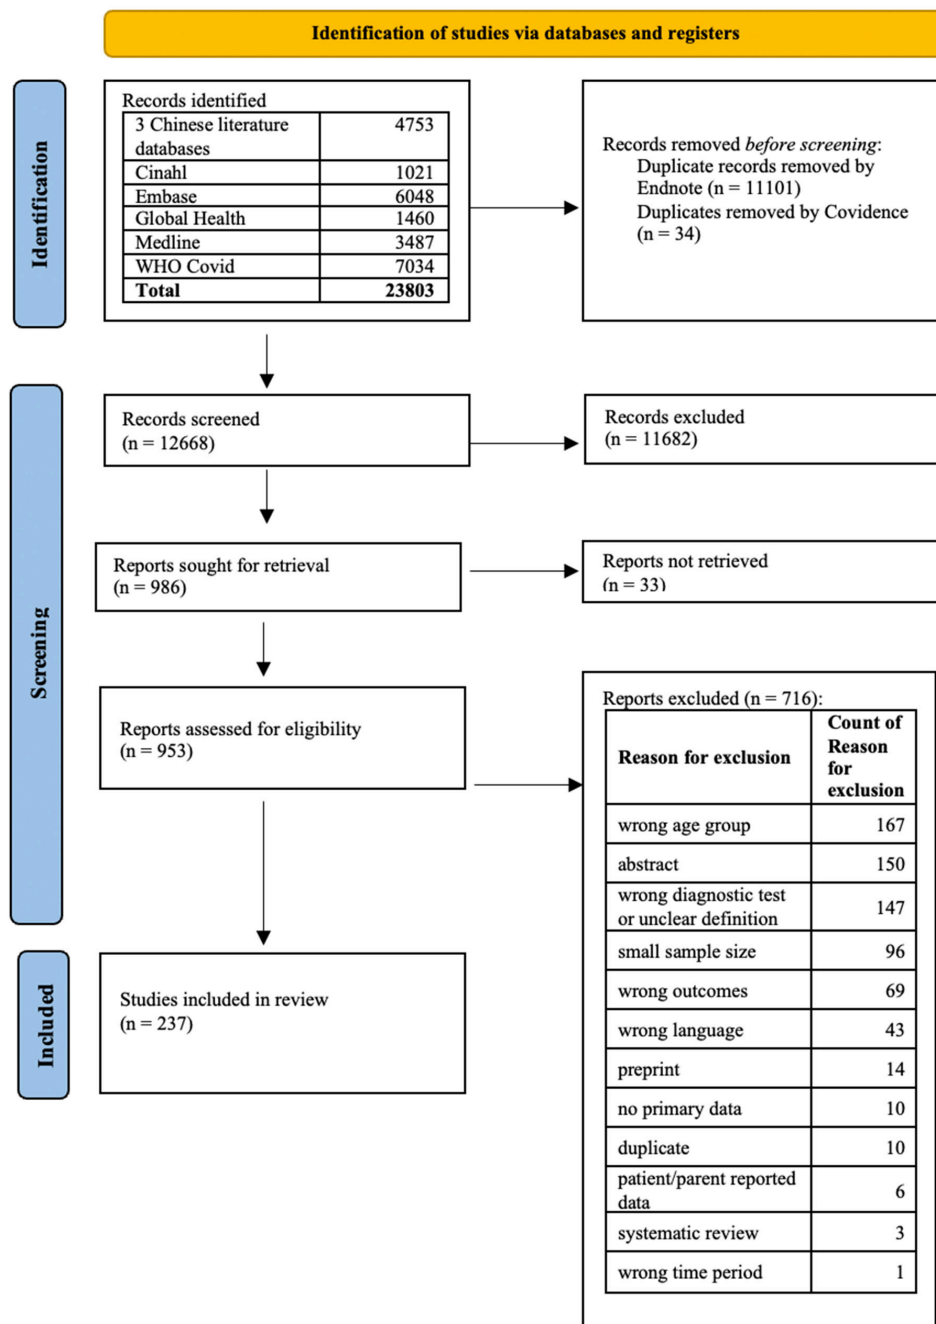 Identification of studies via databases and registers
Identification
Records identified
3 Chinese literature 4753
databases
Cinahl 1021
Embase 6048
Global Health 1460
Medline 3487
WHO Covid 7034
Total 23803
Records removed before screening:
Duplicate records removed by
Endnote (n = 11101)
Duplicates removed by Covidence
(n = 34)
Screening
Records screened
(n = 12668)
Records excluded
(n = 11682)
Reports sought for retrieval
(n = 986)
Reports not retrieved
(n = 33)
Reports assessed for eligibility
(n = 953)
Reports excluded (n = 716):
Reason for exclusion
Count of
Reason
for
exclusion
wrong age group 167
abstract 150
wrong diagnostic test
or unclear definition 147
small sample size 96
wrong outcomes 69
wrong language 43
preprint 14
no primary data 10
duplicate 10
patient/parent reported
data 6
systematic review 3
wrong time period 1
Included
Studies included in review
(n = 237)